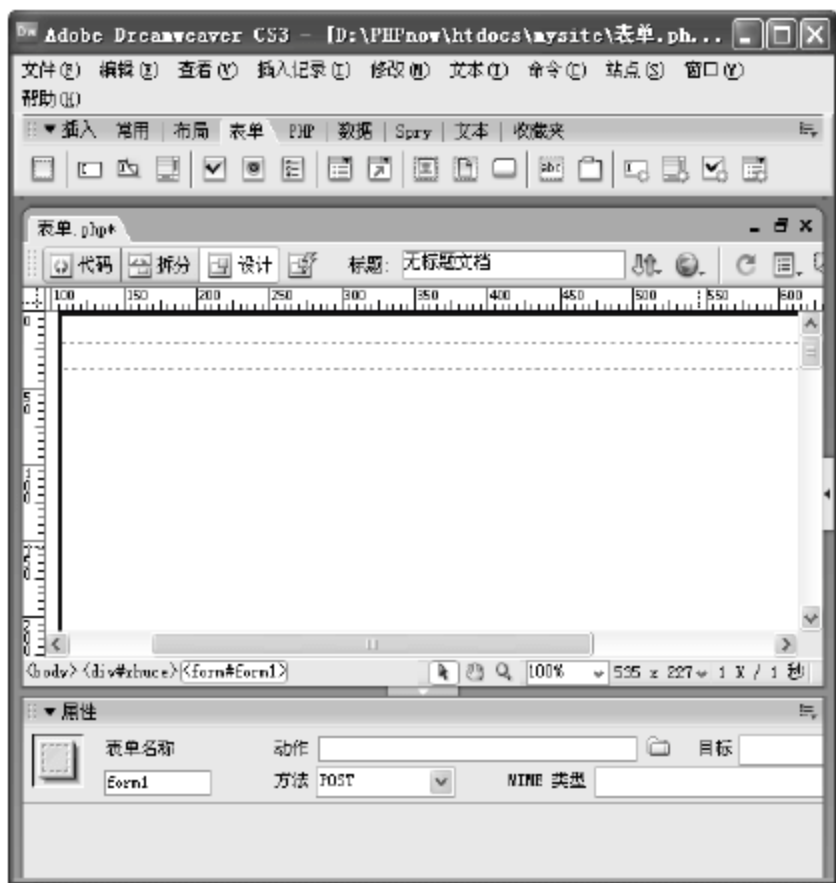 Adobe Dreamweaver CS3 - [D:\PHPnow\htdocs\mysite\表单.ph...
文件(F) 编辑(E) 查看(V) 插入记录(I) 修改(M) 文本(T) 命令(C) 站点(S) 窗口(W)
帮助(H)
▼插入 常用 布局 表单 PHP 数据 Spry 文本 收藏夹
表单.php*
代码 拆分 设计 标题: 无标题文档
100 150 200 250 300 350 400 450 500 550 600
<body> <form#form1> 100% 535 x 227 1 K / 1 秒
▼属性
表单名称 动作 目标
form1 方法 POST MIME 类型